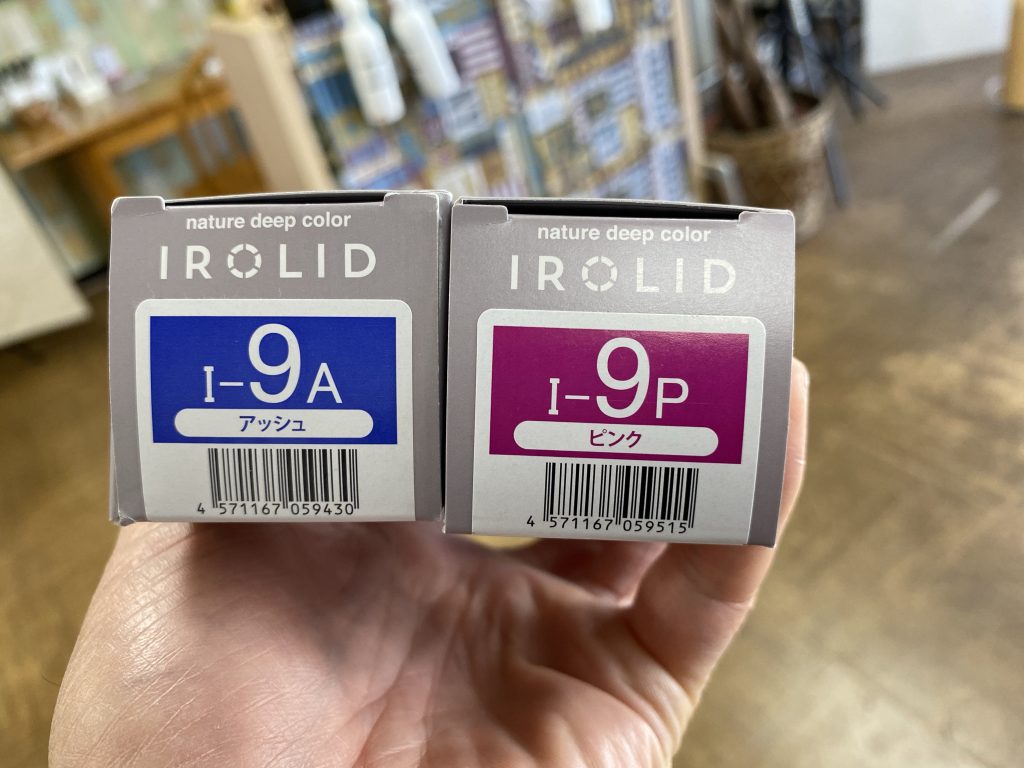 nature deep color
IROLID
I-9A
アッシュ
4 571167 059430
nature deep color
IROLID
I-9P
ピンク
4 571167 059515